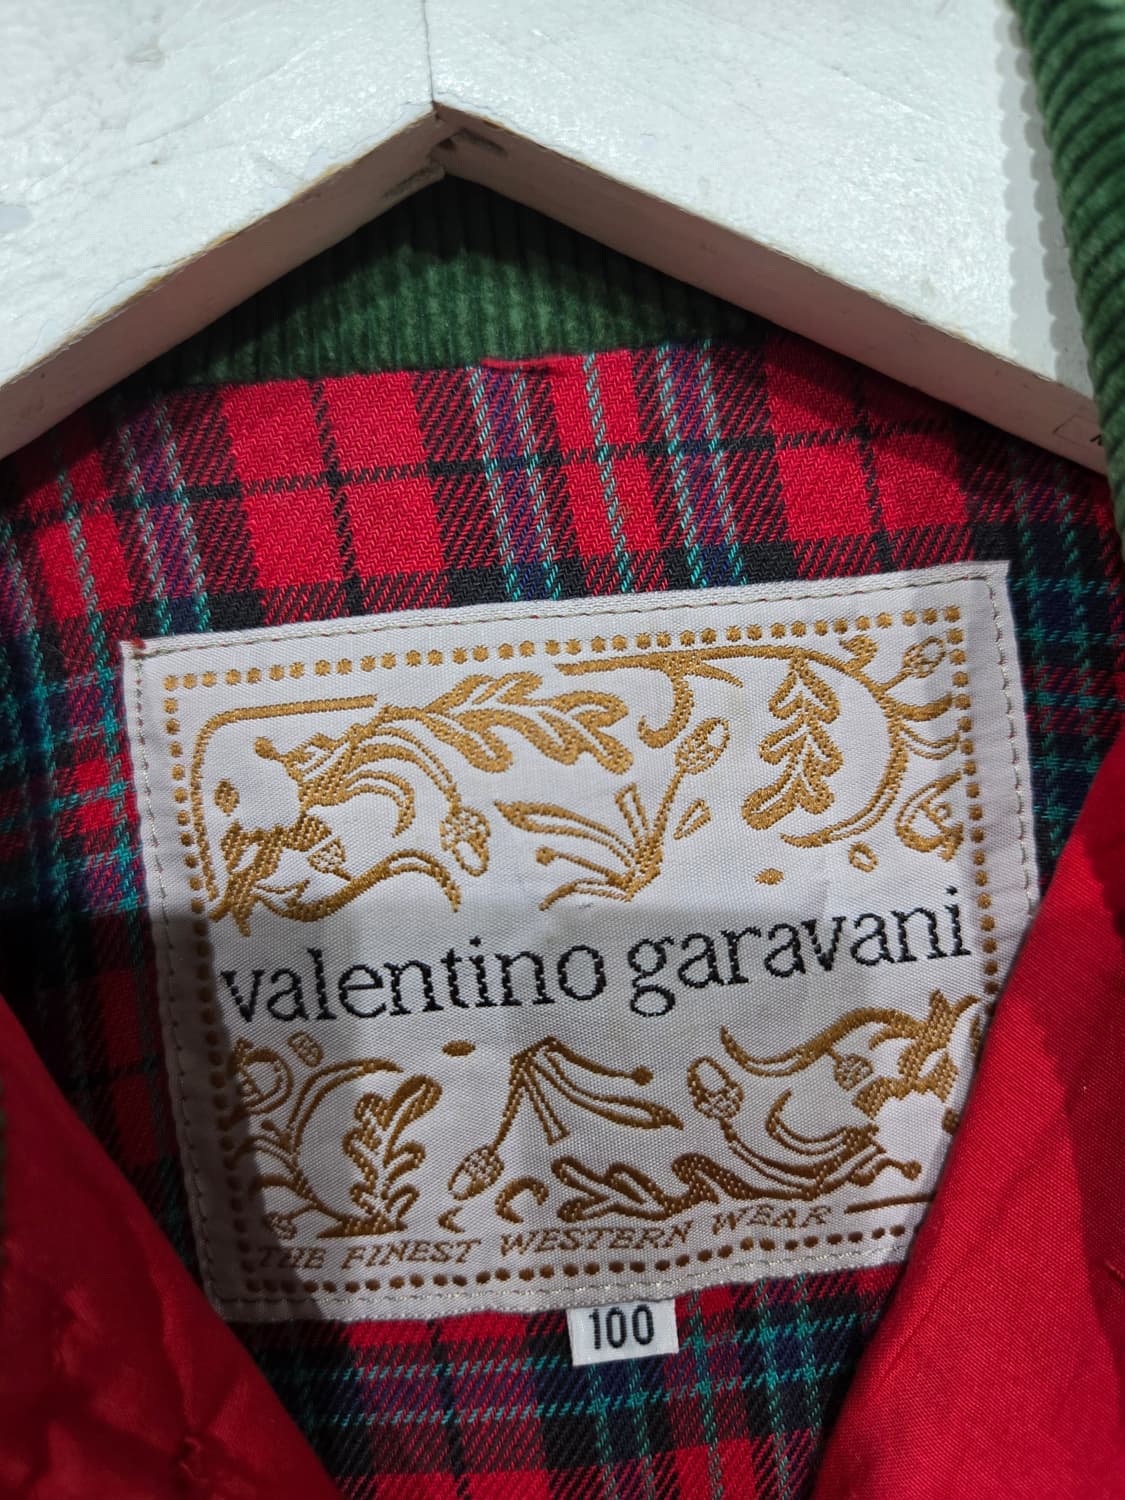 valentino garavani
THE FINEST WESTERN WEAR
100